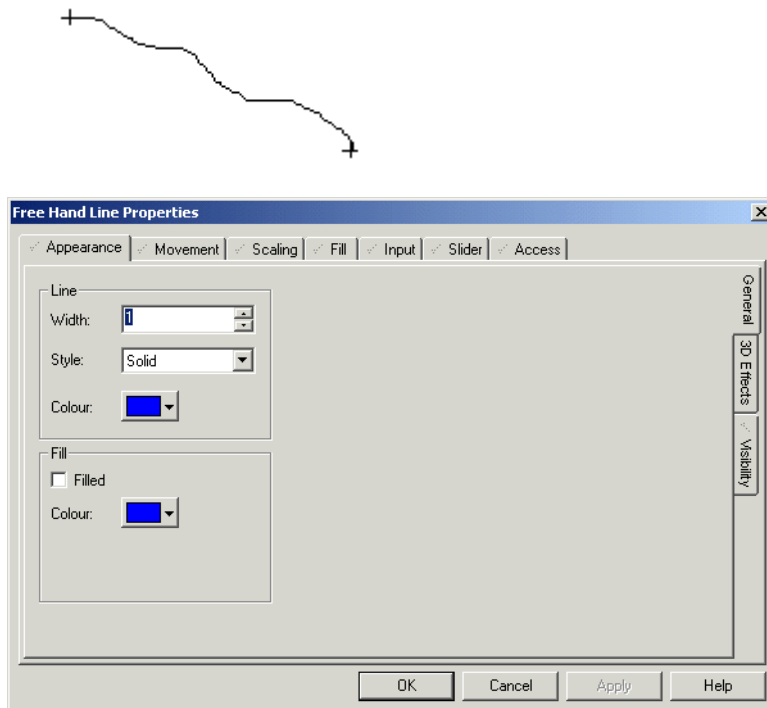 Free Hand Line Properties
Appearance Movement Scaling Fill Input Slider Access
General
3D Effects
Visibility
Line
Width: 1
Style: Solid
Colour:
Fill
Filled
Colour:
OK Cancel Apply Help